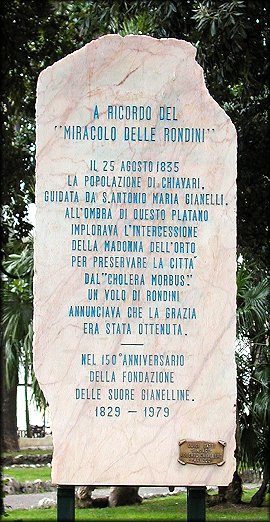 A RICORDO DEL
"MIRACOLO DELLE RONDINI"
IL 25 AGOSTO 1835
LA POPOLAZIONE DI CHIAVARI,
GUIDATA DA S. ANTONIO MARIA GIANELLI,
ALL'OMBRA DI QUESTO PLATANO
IMPLORAVA L'INTERCESSIONE
DELLA MADONNA DELL'ORTO
PER PRESERVARE LA CITTÀ
DAL "CHOLERA MORBUS":
UN VOLO DI RONDINI
ANNUNCIAVA CHE LA GRAZIA
ERA STATA OTTENUTA.
NEL 150° ANNIVERSARIO
DELLA FONDAZIONE
DELLE SUORE GIANELLINE.
1829 - 1979